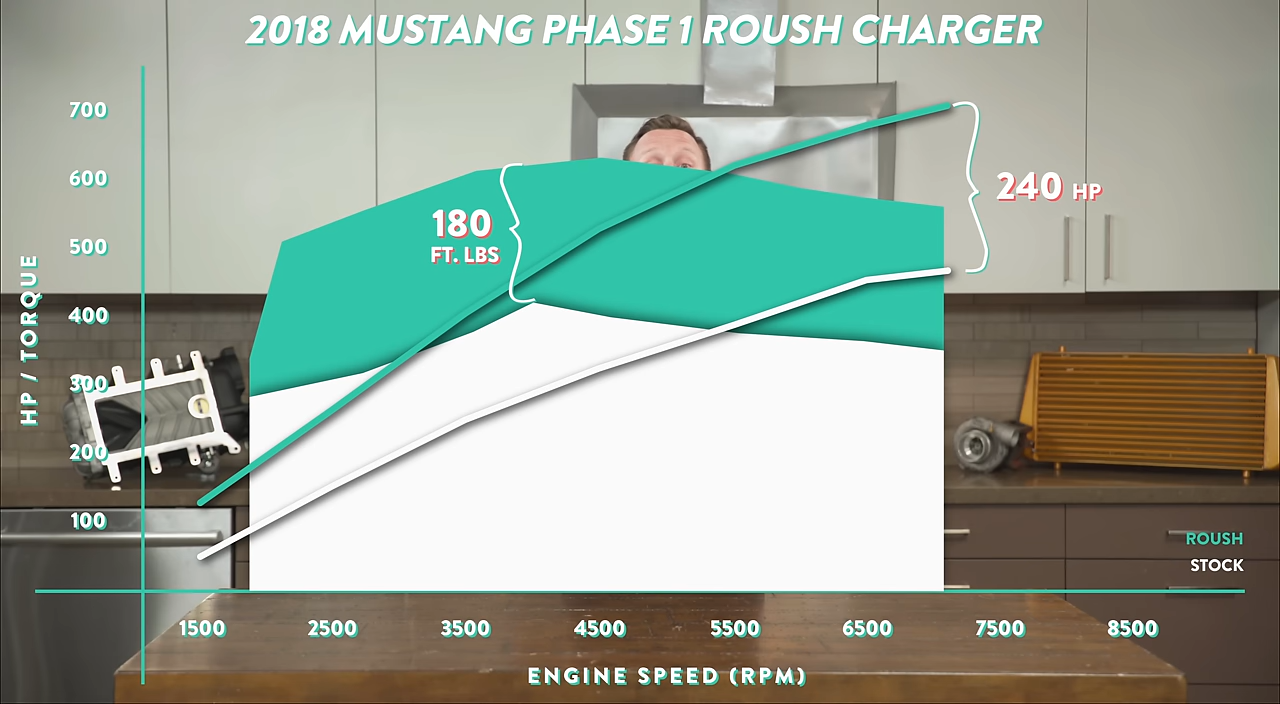 2018 MUSTANG PHASE 1 ROUSH CHARGER
700
600
500
400
300
200
100
HP / TORQUE
180
FT. LBS
240 HP
ROUSH
STOCK
1500 2500 3500 4500 5500 6500 7500 8500
ENGINE SPEED (RPM)